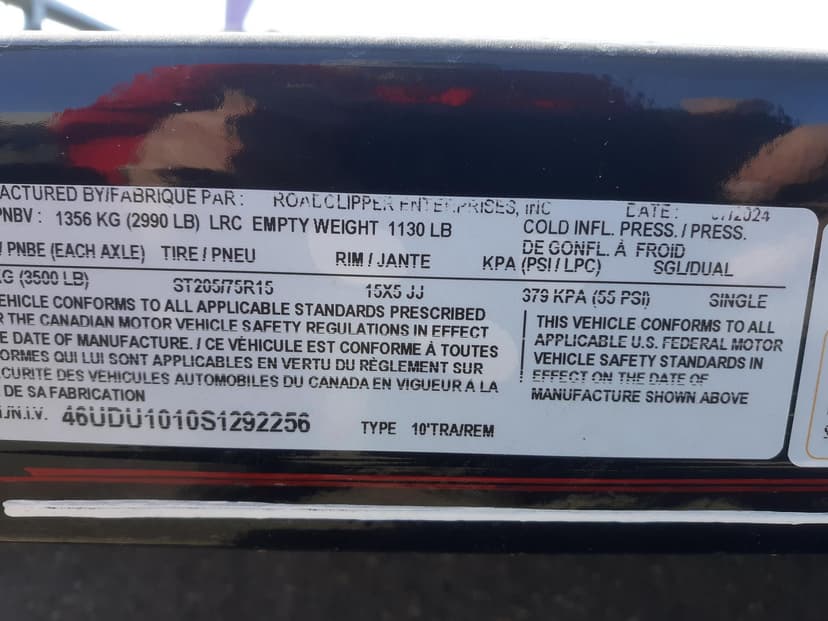 ACTURED BY/FABRIQUE PAR : ROADCLIPPER ENTERPRISES, INC DATE : 07/2024
PNBV : 1356 KG (2990 LB) LRC EMPTY WEIGHT 1130 LB COLD INFL. PRESS. / PRESS.
DE GONFL. À FROID
/ PNBE (EACH AXLE) TIRE / PNEU RIM / JANTE KPA (PSI / LPC) SGL/DUAL
KG (3500 LB) ST205/75R15 15X5 JJ 379 KPA (55 PSI) SINGLE
EHICLE CONFORMS TO ALL APPLICABLE STANDARDS PRESCRIBED
R THE CANADIAN MOTOR VEHICLE SAFETY REGULATIONS IN EFFECT
E DATE OF MANUFACTURE. / CE VÉHICULE EST CONFORME À TOUTES
ORMES QUI LUI SONT APPLICABLES EN VERTU DU RÈGLEMENT SUR
CURITÉ DES VÉHICULES AUTOMOBILES DU CANADA EN VIGUEUR À LA
DE SA FABRICATION
THIS VEHICLE CONFORMS TO ALL
APPLICABLE U.S. FEDERAL MOTOR
VEHICLE SAFETY STANDARDS IN
EFFECT ON THE DATE OF
MANUFACTURE SHOWN ABOVE
/N.I.V. 46UDU1010S1292256 TYPE 10'TRA/REM